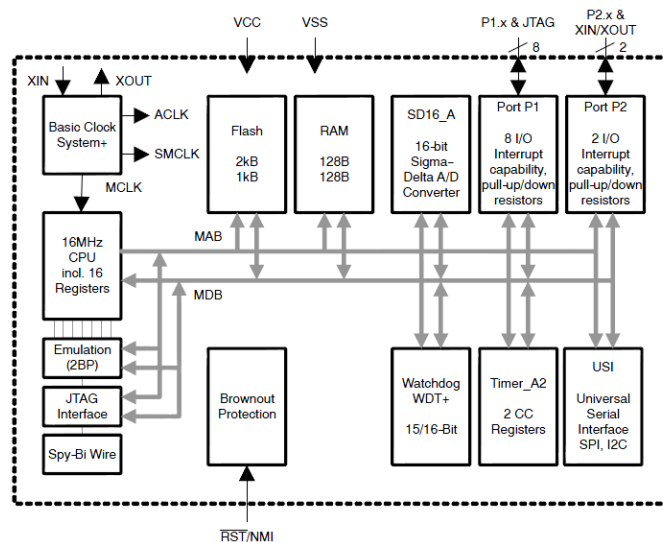 VCC
VSS
P1.x & JTAG
P2.x &
XIN/XOUT
8
2
XIN
XOUT
Basic Clock
System+
ACLK
SMCLK
MCLK
Flash
2kB
1kB
RAM
128B
128B
SD16_A
16-bit
Sigma–
Delta A/D
Converter
Port P1
8 I/O
Interrupt
capability,
pull-up/down
resistors
Port P2
2 I/O
Interrupt
capability,
pull-up/down
resistors
16MHz
CPU
incl. 16
Registers
MAB
MDB
Emulation
(2BP)
JTAG
Interface
Spy-Bi Wire
Brownout
Protection
Watchdog
WDT+
15/16-Bit
Timer_A2
2 CC
Registers
USI
Universal
Serial
Interface
SPI, I2C
RST/NMI